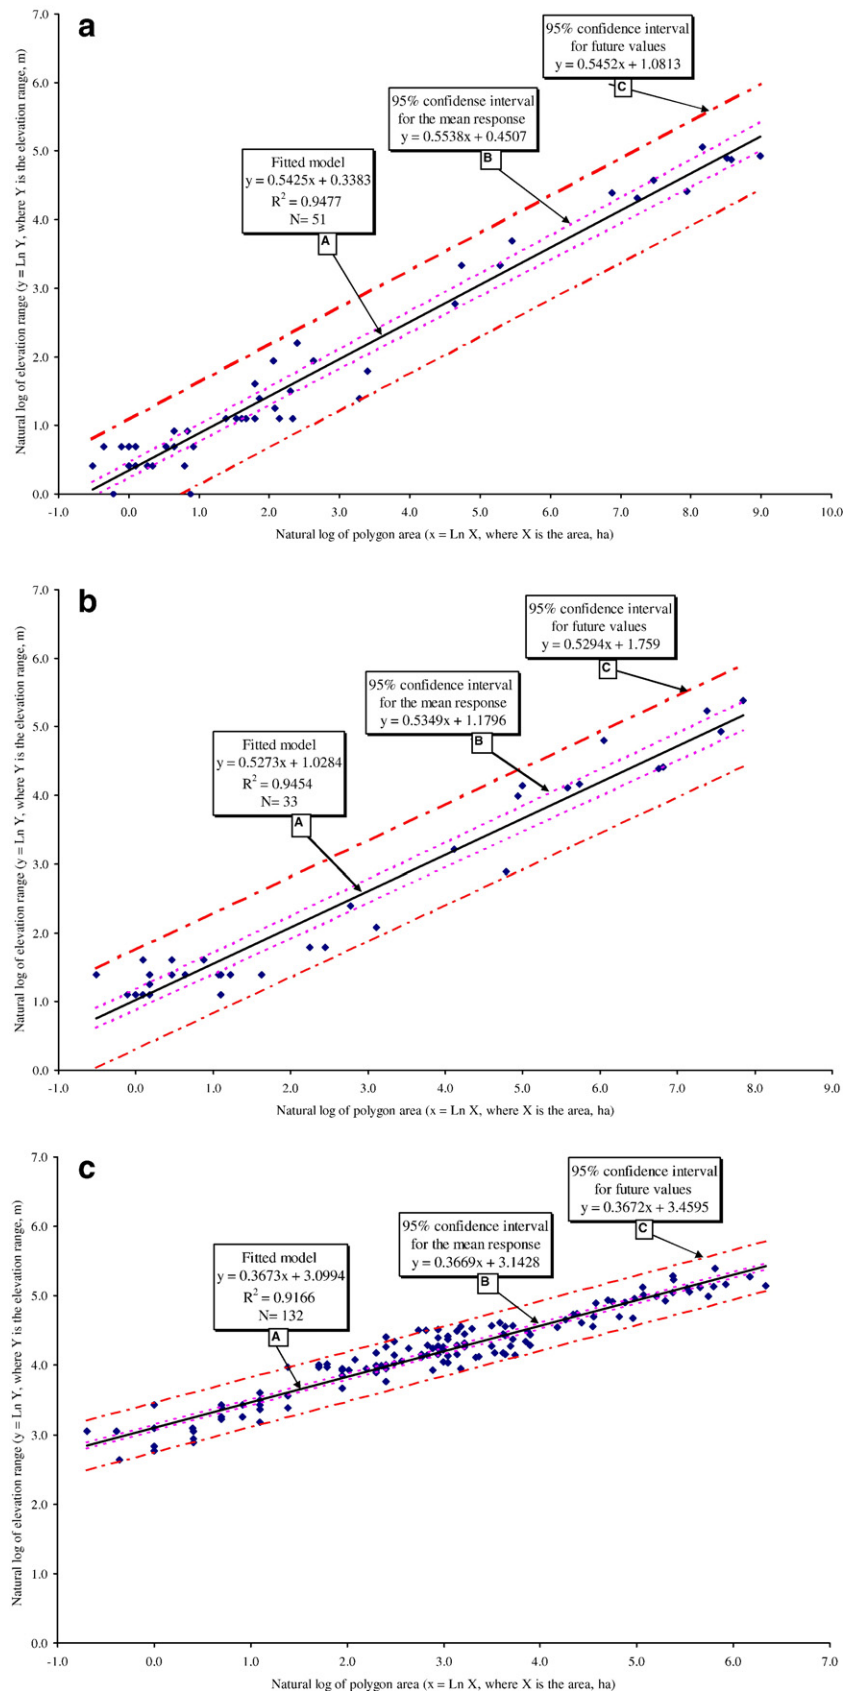 a
95% confidence interval
for future values
y = 0.5452x + 1.0813
C
95% confidense interval
for the mean response
y = 0.5538x + 0.4507
B
Fitted model
y = 0.5425x + 0.3383
R² = 0.9477
N= 51
A
Natural log of elevation range (y = Ln Y, where Y is the elevation range, m)
7.0
6.0
5.0
4.0
3.0
2.0
1.0
0.0
-1.0 0.0 1.0 2.0 3.0 4.0 5.0 6.0 7.0 8.0 9.0 10.0
Natural log of polygon area (x = Ln X, where X is the area, ha)
b
95% confidence interval
for future values
y = 0.5294x + 1.759
C
95% confidence interval
for the mean response
y = 0.5349x + 1.1796
B
Fitted model
y = 0.5273x + 1.0284
R² = 0.9454
N= 33
A
Natural log of elevation range (y = Ln Y, where Y is the elevation range, m)
7.0
6.0
5.0
4.0
3.0
2.0
1.0
0.0
-1.0 0.0 1.0 2.0 3.0 4.0 5.0 6.0 7.0 8.0 9.0
Natural log of polygon area (x = Ln X, where X is the area, ha)
c
95% confidence interval
for future values
y = 0.3672x + 3.4595
C
95% confidence interval
for the mean response
y = 0.3669x + 3.1428
B
Fitted model
y = 0.3673x + 3.0994
R² = 0.9166
N= 132
A
Natural log of elevation range (y = Ln Y, where Y is the elevation range, m)
7.0
6.0
5.0
4.0
3.0
2.0
1.0
0.0
-1.0 0.0 1.0 2.0 3.0 4.0 5.0 6.0 7.0
Natural log of polygon area (x = Ln X, where X is the area, ha)